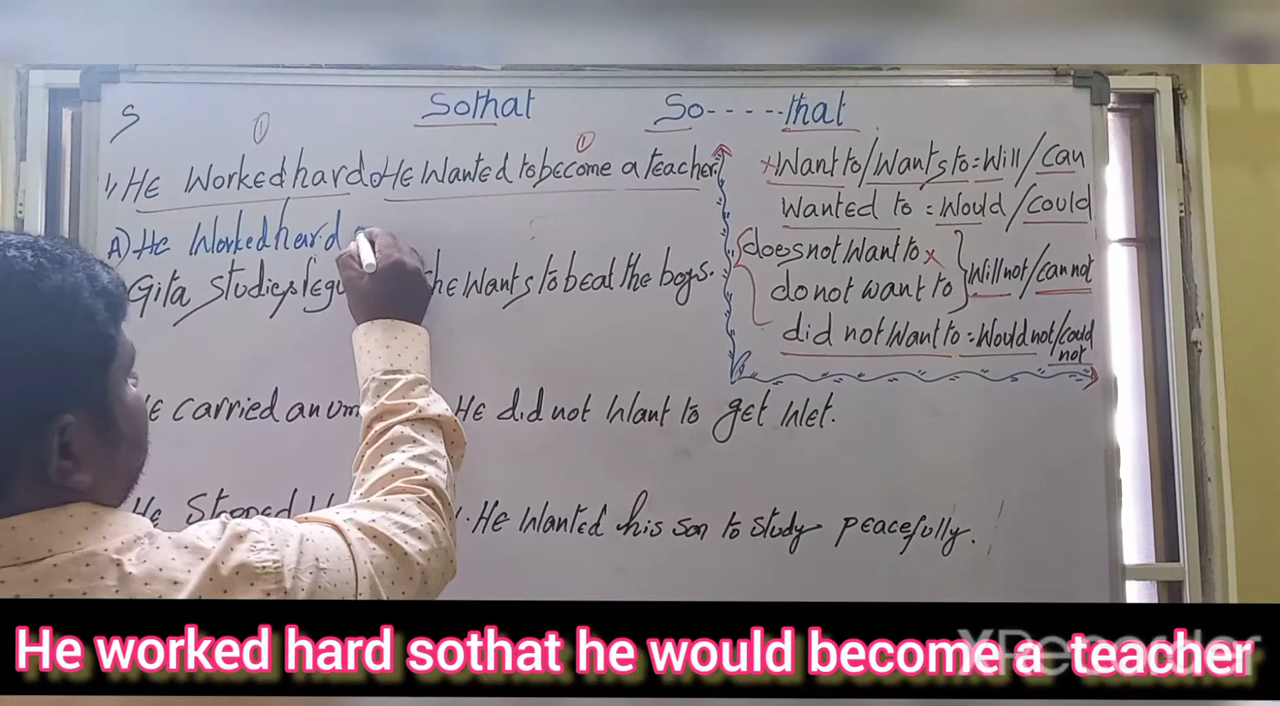 S
① ①
Sothat So-----that
1) HE Worked hard. HE Wanted to become a teacher.
A) HE Worked hard
Gita studies he Wants to beat the boys.
carried an HE did not Want to get Wet.
Stopped HE Wanted his son to study peacefully.
x Want to/Wants to = Will/Can
Wanted to = Would/Could
does not Want to x
do not want to } Will not/can not
did not Want to = Would not/could not
He worked hard sothat he would become a teacher
XRecorder